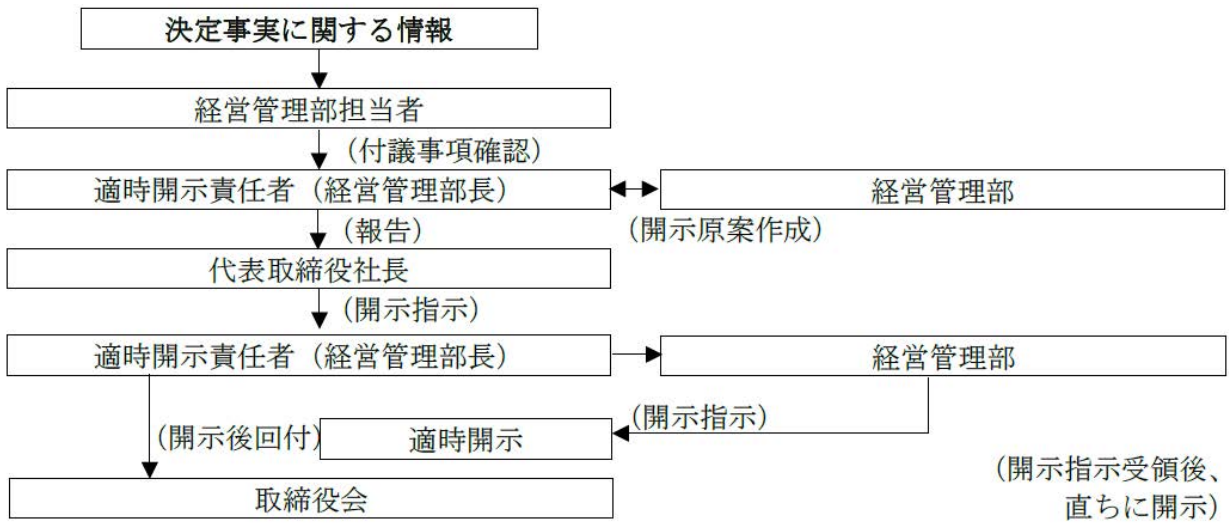 決定事実に関する情報
経営管理部担当者
（付議事項確認）
適時開示責任者（経営管理部長）
経営管理部
（報告）
（開示原案作成）
代表取締役社長
（開示指示）
適時開示責任者（経営管理部長）
経営管理部
（開示指示）
（開示後回付）
適時開示
（開示指示受領後、
直ちに開示）
取締役会